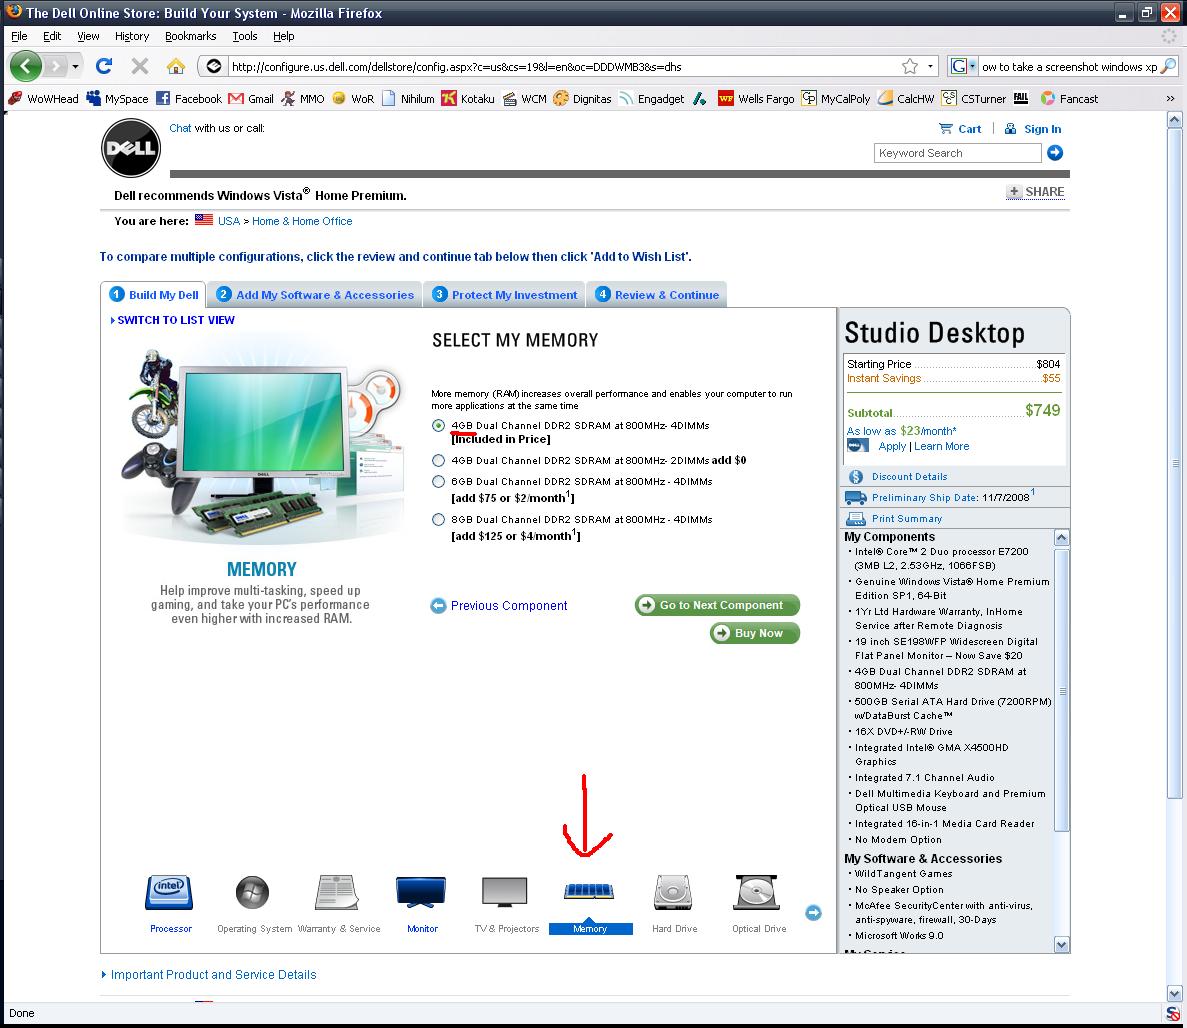 The Dell Online Store: Build Your System - Mozilla Firefox
File Edit View History Bookmarks Tools Help
http://configure.us.dell.com/dellstore/config.aspx?c=us&cs=19&l=en&oc=DDDWMB3&s=dhs
G ow to take a screenshot windows xp
WoWHead MySpace Facebook Gmail MMO WoR Nihilum Kotaku WCM Dignitas Engadget Wells Fargo MyCalPoly CalcHW CSTurner FAIL Fancast »
DELL
Chat with us or call:
Cart | Sign In
Keyword Search
Dell recommends Windows Vista® Home Premium.
+ SHARE
You are here: USA > Home & Home Office
To compare multiple configurations, click the review and continue tab below then click 'Add to Wish List'.
1 Build My Dell 2 Add My Software & Accessories 3 Protect My Investment 4 Review & Continue
SWITCH TO LIST VIEW
SELECT MY MEMORY
More memory (RAM) increases overall performance and enables your computer to run
more applications at the same time
4GB Dual Channel DDR2 SDRAM at 800MHz- 4DIMMs
[Included in Price]
4GB Dual Channel DDR2 SDRAM at 800MHz- 2DIMMs add $0
6GB Dual Channel DDR2 SDRAM at 800MHz - 4DIMMs
[add $75 or $2/month¹]
8GB Dual Channel DDR2 SDRAM at 800MHz - 4DIMMs
[add $125 or $4/month¹]
MEMORY
Help improve multi-tasking, speed up
gaming, and take your PC's performance
even higher with increased RAM.
Previous Component
Go to Next Component
Buy Now
Studio Desktop
Starting Price $804
Instant Savings $55
Subtotal $749
As low as $23/month*
Apply | Learn More
Discount Details
Preliminary Ship Date: 11/7/2008¹
Print Summary
My Components
• Intel® Core™ 2 Duo processor E7200
(3MB L2, 2.53GHz, 1066FSB)
• Genuine Windows Vista® Home Premium
Edition SP1, 64-Bit
• 1Yr Ltd Hardware Warranty, InHome
Service after Remote Diagnosis
• 19 inch SE198WFP Widescreen Digital
Flat Panel Monitor – Now Save $20
• 4GB Dual Channel DDR2 SDRAM at
800MHz- 4DIMMs
• 500GB Serial ATA Hard Drive (7200RPM)
w/DataBurst Cache™
• 16X DVD+/-RW Drive
• Integrated Intel® GMA X4500HD
Graphics
• Integrated 7.1 Channel Audio
• Dell Multimedia Keyboard and Premium
Optical USB Mouse
• Integrated 16-in-1 Media Card Reader
• No Modem Option
My Software & Accessories
• WildTangent Games
• No Speaker Option
• McAfee SecurityCenter with anti-virus,
anti-spyware, firewall, 30-Days
• Microsoft Works 9.0
My Service
intel
Processor Operating System Warranty & Service Monitor TV & Projectors Memory Hard Drive Optical Drive
Important Product and Service Details
Done